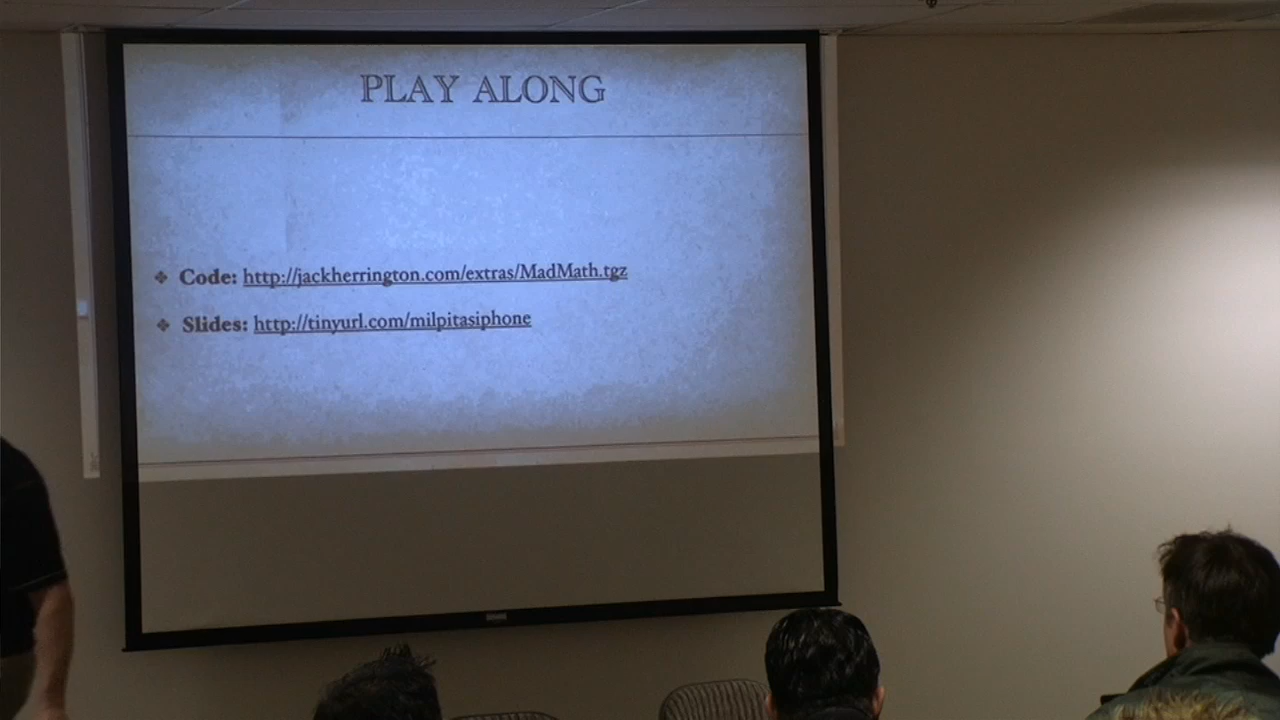 PLAY ALONG
❖ Code: http://jackherrington.com/extras/MadMath.tgz
❖ Slides: http://tinyurl.com/milpitasiphone